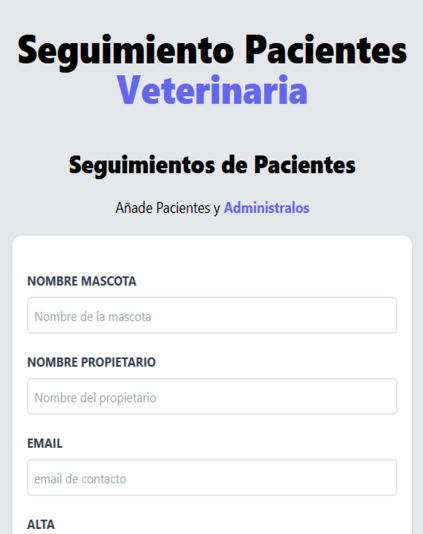 Seguimiento Pacientes
Veterinaria
Seguimientos de Pacientes
Añade Pacientes y Administralos
NOMBRE MASCOTA
Nombre de la mascota
NOMBRE PROPIETARIO
Nombre del propietario
EMAIL
email de contacto
ALTA